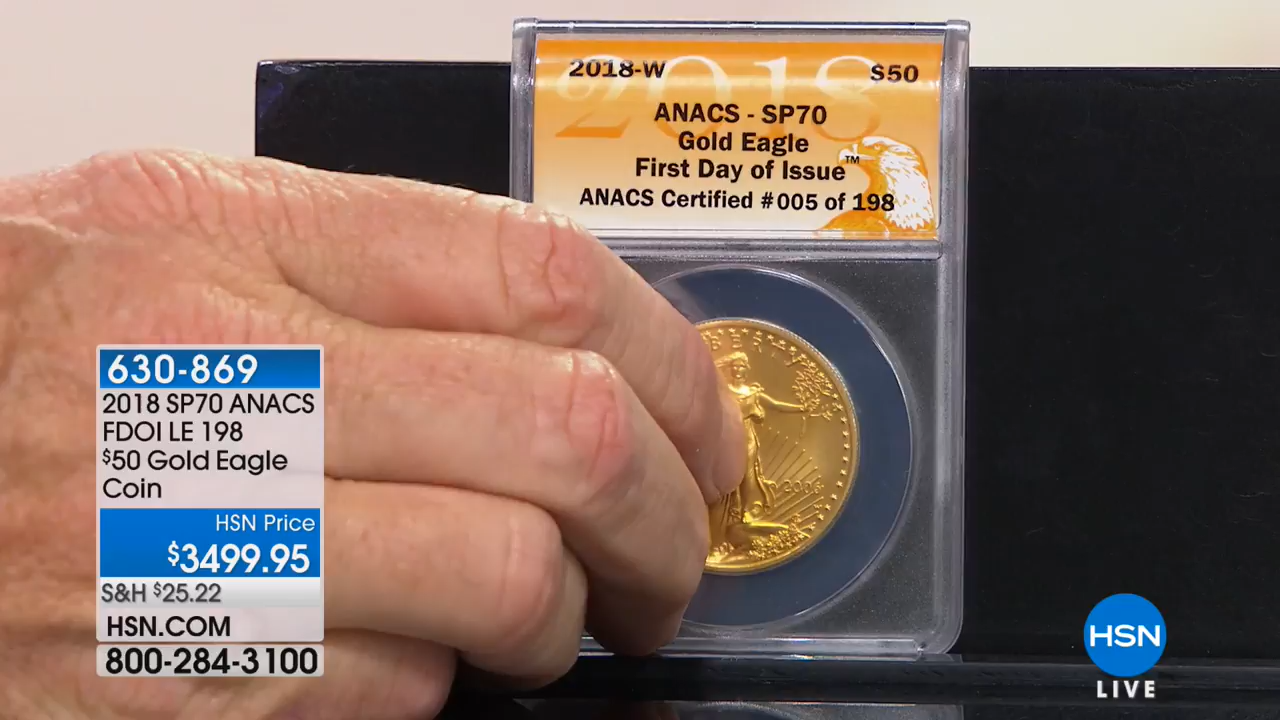 2018
2018-W $50
ANACS - SP70
Gold Eagle
First Day of Issue™
ANACS Certified #005 of 198
BERTY
630-869
2018 SP70 ANACS
FDOI LE 198
$50 Gold Eagle
Coin
HSN Price
$3499.95
S&H $25.22
HSN.COM
800-284-3100
HSN
LIVE